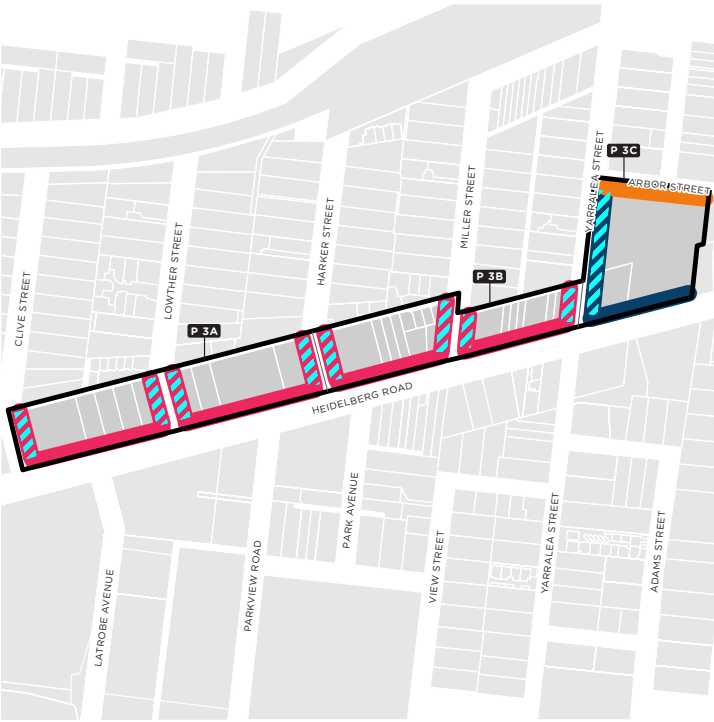 P 3C
ARBOR STREET
YARRALEA STREET
MILLER STREET
HARKER STREET
LOWTHER STREET
CLIVE STREET
P 3B
P 3A
HEIDELBERG ROAD
PARK AVENUE
VIEW STREET
YARRALEA STREET
ADAMS STREET
PARKVIEW ROAD
LATROBE AVENUE